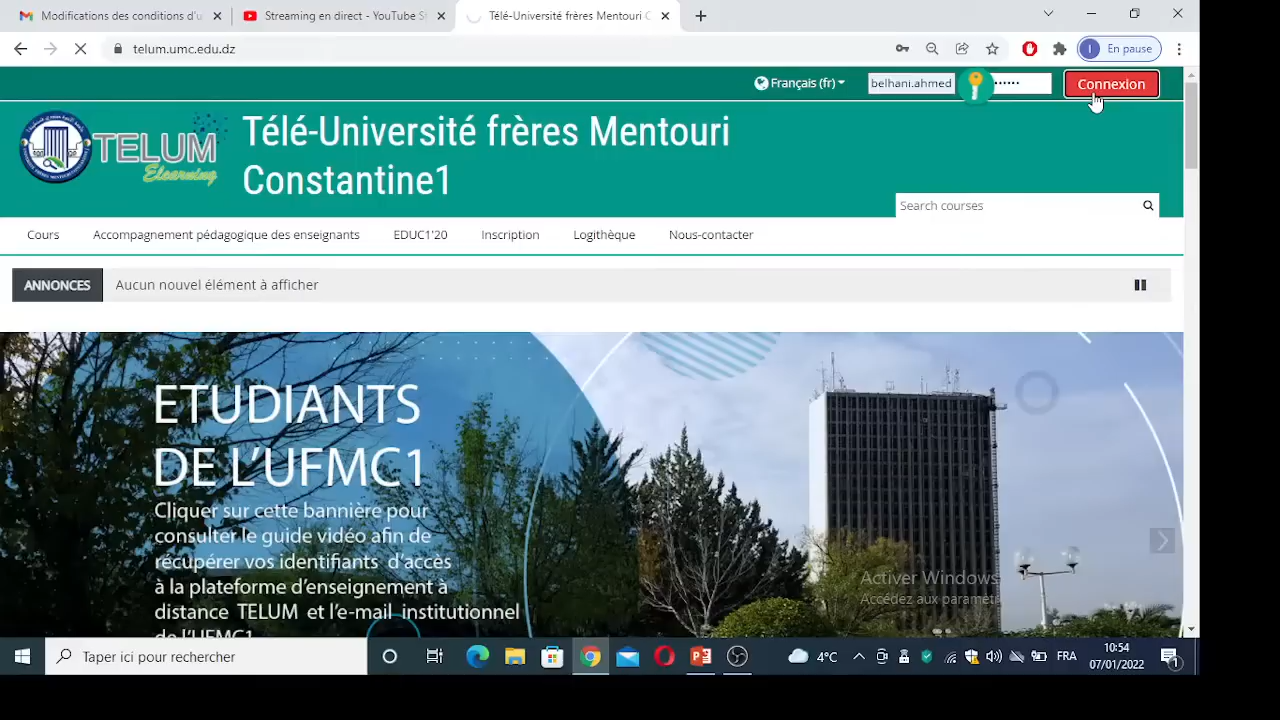 Modifications des conditions d'u
Streaming en direct - YouTube St
Télé-Université frères Mentouri C
telum.umc.edu.dz
En pause
Français (fr)
belhani.ahmed
Connexion
TELUM
Elearning
Télé-Université frères Mentouri
Constantine1
Search courses
Cours
Accompagnement pédagogique des enseignants
EDUC1'20
Inscription
Logithèque
Nous-contacter
ANNONCES
Aucun nouvel élément à afficher
ETUDIANTS
DE L'UFMC1
Cliquer sur cette bannière pour
consulter le guide vidéo afin de
récupérer vos identifiants d'accès
à la plateforme d'enseignement à
distance TELUM et l'e-mail institutionnel
de l'UFMC1
Activer Windows
Accédez aux paramètr
Taper ici pour rechercher
4°C
FRA
10:54
07/01/2022
1